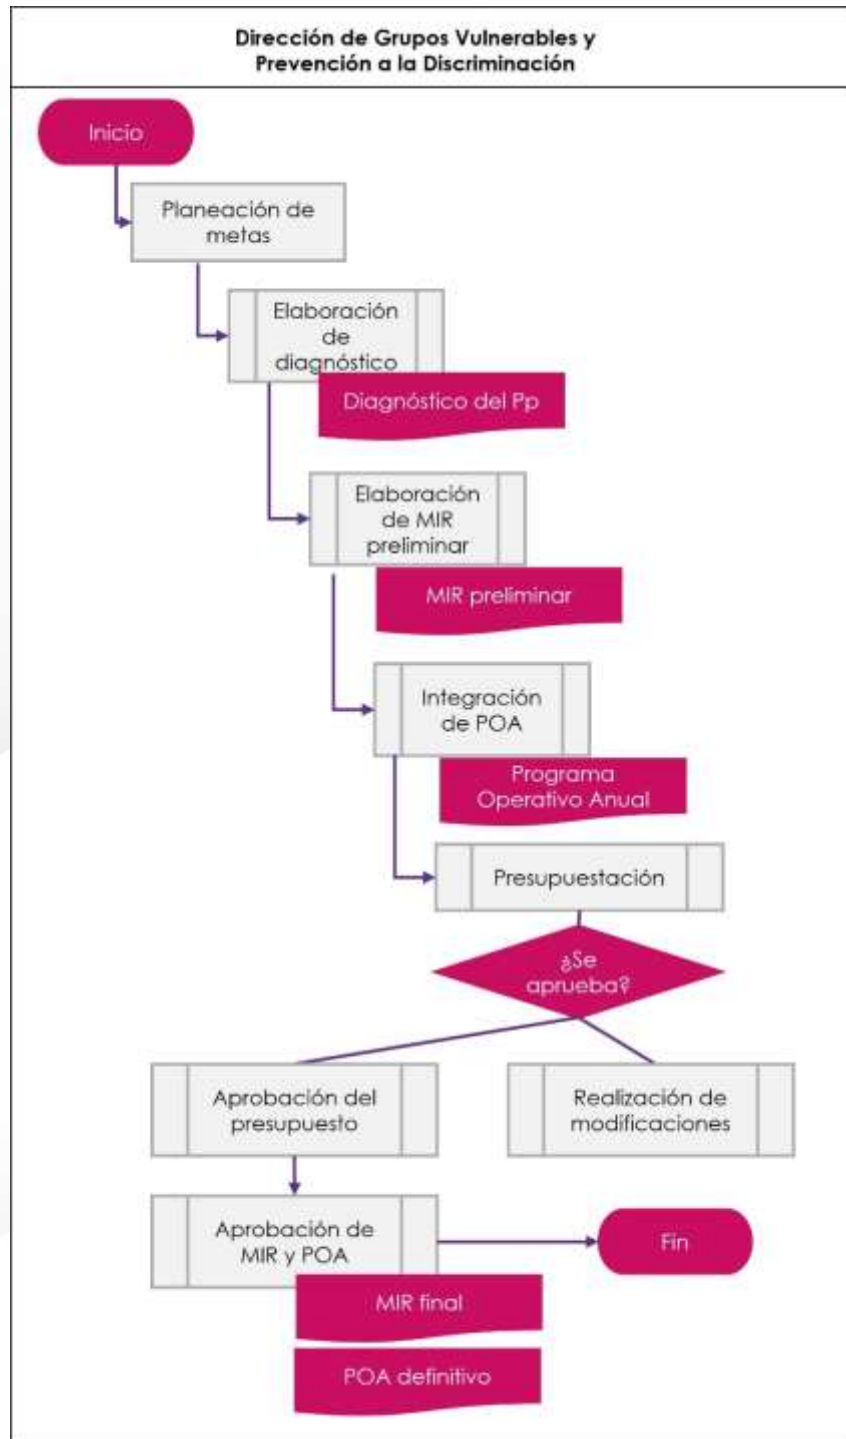 Dirección de Grupos Vulnerables y
Prevención a la Discriminación
Inicio
Planeación de
metas
Elaboración
de
diagnóstico
Diagnóstico del Pp
Elaboración
de MIR
preliminar
MIR preliminar
Integración
de POA
Programa
Operativo Anual
Presupuestación
¿Se
aprueba?
Aprobación del
presupuesto
Realización de
modificaciones
Aprobación de
MIR y POA
Fin
MIR final
POA definitivo